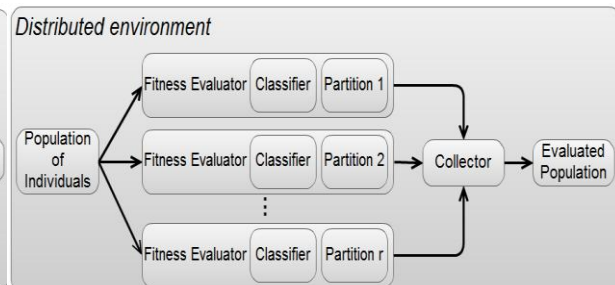 Distributed environment
Fitness Evaluator Classifier Partition 1
Population
of
Individuals
Fitness Evaluator Classifier Partition 2
Collector
Evaluated
Population
Fitness Evaluator Classifier Partition r